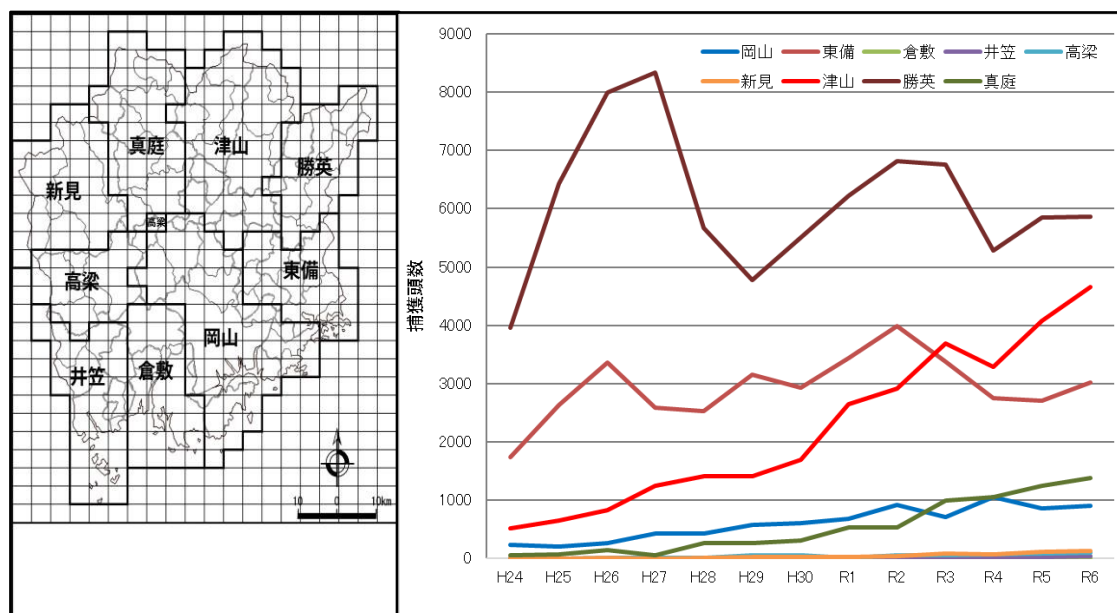 真庭
津山
勝英
新見
高梁
高梁
東備
岡山
井笠
倉敷
10 0 10km
捕獲頭数
9000
8000
7000
6000
5000
4000
3000
2000
1000
0
岡山 東備 倉敷 井笠 高梁
新見 津山 勝英 真庭
H24 H25 H26 H27 H28 H29 H30 R1 R2 R3 R4 R5 R6